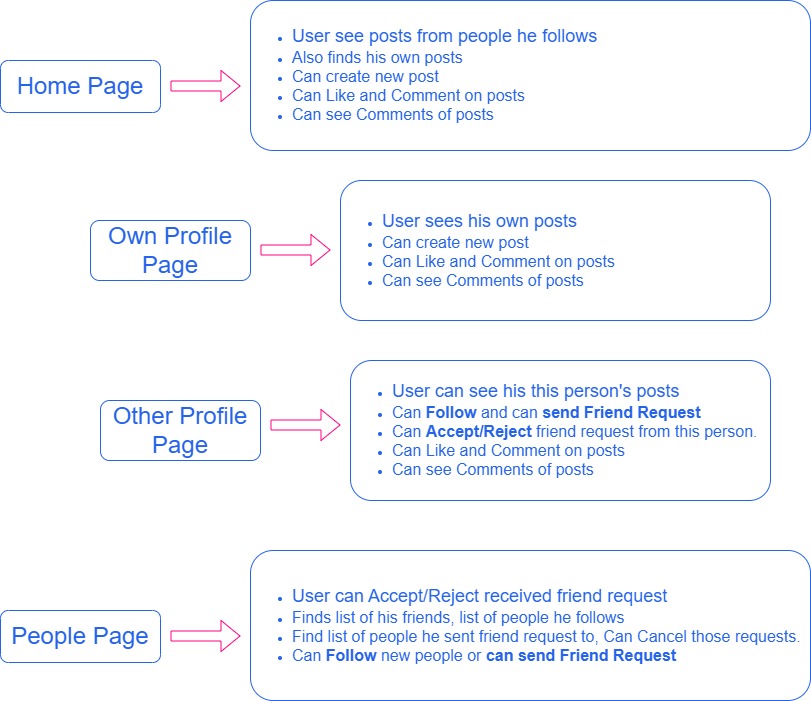 Home Page
• User see posts from people he follows
• Also finds his own posts
• Can create new post
• Can Like and Comment on posts
• Can see Comments of posts
Own Profile
Page
• User sees his own posts
• Can create new post
• Can Like and Comment on posts
• Can see Comments of posts
Other Profile
Page
• User can see his this person's posts
• Can Follow and can send Friend Request
• Can Accept/Reject friend request from this person.
• Can Like and Comment on posts
• Can see Comments of posts
People Page
• User can Accept/Reject received friend request
• Finds list of his friends, list of people he follows
• Find list of people he sent friend request to, Can Cancel those requests.
• Can Follow new people or can send Friend Request